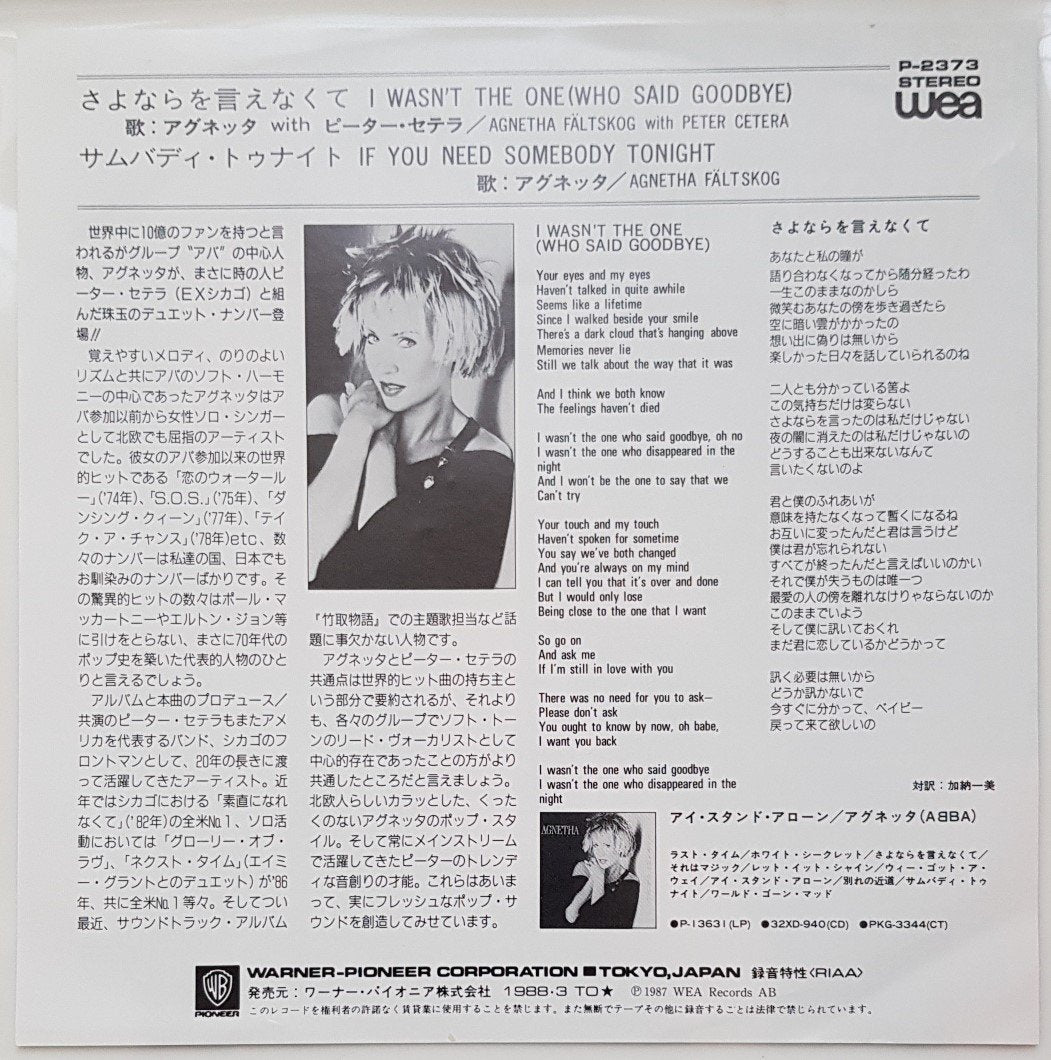 P-2373
STEREO
wea
さよならを言えなくて I WASN'T THE ONE(WHO SAID GOODBYE)
歌：アグネッタ with ピーター・セテラ／AGNETHA FÄLTSKOG with PETER CETERA
サムバディ・トゥナイト IF YOU NEED SOMEBODY TONIGHT
歌：アグネッタ／AGNETHA FÄLTSKOG
世界中に10億のファンを持つと言
われるがグループ“アバ”の中心人
物、アグネッタが、まさに時の人ピ
ーター・セテラ（EXシカゴ）と組
んだ珠玉のデュエット・ナンバー登
場!!
覚えやすいメロディ、のりのよい
リズムと共にアバのソフト・ハーモ
ニーの中心であったアグネッタはア
バ参加以前から女性ソロ・シンガー
として北欧でも屈指のアーティスト
でした。彼女のアバ参加以来の世界
的ヒットである「恋のウォータールー
」('74年)、「S.O.S.」('75年)、「ダ
ンシング・クィーン」('77年)、「テイ
ク・ア・チャンス」('78年)etc、数
々のナンバーは私達の国、日本でも
お馴染みのナンバーばかりです。そ
の驚異的ヒットの数々はポール・マ
ッカートニーやエルトン・ジョン等
に引けをとらない、まさに70年代の
ポップ史を築いた代表的人物のひと
りと言えるでしょう。
アルバムと本曲のプロデュース／
共演のピーター・セテラもまたアメ
リカを代表するバンド、シカゴのフ
ロントマンとして、20年の長きに渡
って活躍してきたアーティスト。近
年ではシカゴにおける「素直になれ
なくて」('82年)の全米No.1、ソロ活
動においては「グローリー・オブ・
ラヴ」、「ネクスト・タイム」(エイミ
ー・グラントとのデュエット)が'86
年、共に全米No.1等々。そしてつい
最近、サウンドトラック・アルバム
『竹取物語』での主題歌担当など話
題に事欠かない人物です。
アグネッタとピーター・セテラの
共通点は世界的ヒット曲の持ち主と
いう部分で要約されるが、それより
も、各々のグループでソフト・トー
ンのリード・ヴォーカリストとして
中心的存在であったことの方がより
共通したところだと言えましょう。
北欧人らしいカラッとした、くった
くのないアグネッタのポップ・スタ
イル。そして常にメインストリーム
で活躍してきたピーターのトレンデ
ィな音創りの才能。これらはあいま
って、実にフレッシュなポップ・サ
ウンドを創造してみせています。
I WASN'T THE ONE
(WHO SAID GOODBYE)
Your eyes and my eyes
Haven't talked in quite awhile
Seems like a lifetime
Since I walked beside your smile
There's a dark cloud that's hanging above
Memories never lie
Still we talk about the way that it was
And I think we both know
The feelings haven't died
I wasn't the one who said goodbye, oh no
I wasn't the one who disappeared in the
night
And I won't be the one to say that we
Can't try
Your touch and my touch
Haven't spoken for sometime
You say we've both changed
And you're always on my mind
I can tell you that it's over and done
But I would only lose
Being close to the one that I want
So go on
And ask me
If I'm still in love with you
There was no need for you to ask—
Please don't ask
You ought to know by now, oh babe,
I want you back
I wasn't the one who said goodbye
I wasn't the one who disappeared in the
night
さよならを言えなくて
あなたと私の瞳が
語り合わなくなってから随分経ったわ
一生このままなのかしら
微笑むあなたの傍を歩き過ぎたら
空に暗い雲がかかったの
想い出に偽りは無いから
楽しかった日々を話していられるのね
二人とも分かっている筈よ
この気持ちだけは変らない
さよならを言ったのは私だけじゃない
夜の闇に消えたのは私だけじゃないの
どうすることも出来ないなんて
言いたくないのよ
君と僕のふれあいが
意味を持たなくなって暫くになるね
お互いに変ったんだと君は言うけど
僕は君が忘れられない
すべてが終ったんだと言えばいいのかい
それで僕が失うものは唯一つ
最愛の人の傍を離れなけりゃならないのか
このままでいよう
そして僕に訊いておくれ
まだ君に恋しているかどうかって
訊く必要は無いから
どうか訊かないで
今すぐに分かって、ベイビー
戻って来て欲しいの
対訳：加納一美
AGNETHA
アイ・スタンド・アローン／アグネッタ（ABBA）
ラスト・タイム／ホワイト・シークレット／さよならを言えなくて／
それはマジック／レット・イット・シャイン／ウィー・ゴット・ア・
ウェイ／アイ・スタンド・アローン／別れの近道／サムバディ・トゥ
ナイト／ワールド・ゴーン・マッド
●P-13631(LP) ●32XD-940(CD) ●PKG-3344(CT)
WB
PIONEER
WARNER-PIONEER CORPORATION ■ TOKYO, JAPAN 録音特性〈RIAA〉
発売元：ワーナー・パイオニア株式会社 1988・3 TO★ Ⓟ1987 WEA Records AB
このレコードを権利者の許諾なく賃貸業に使用することを禁じます。また無断でテープその他に録音することは法律で禁じられています。